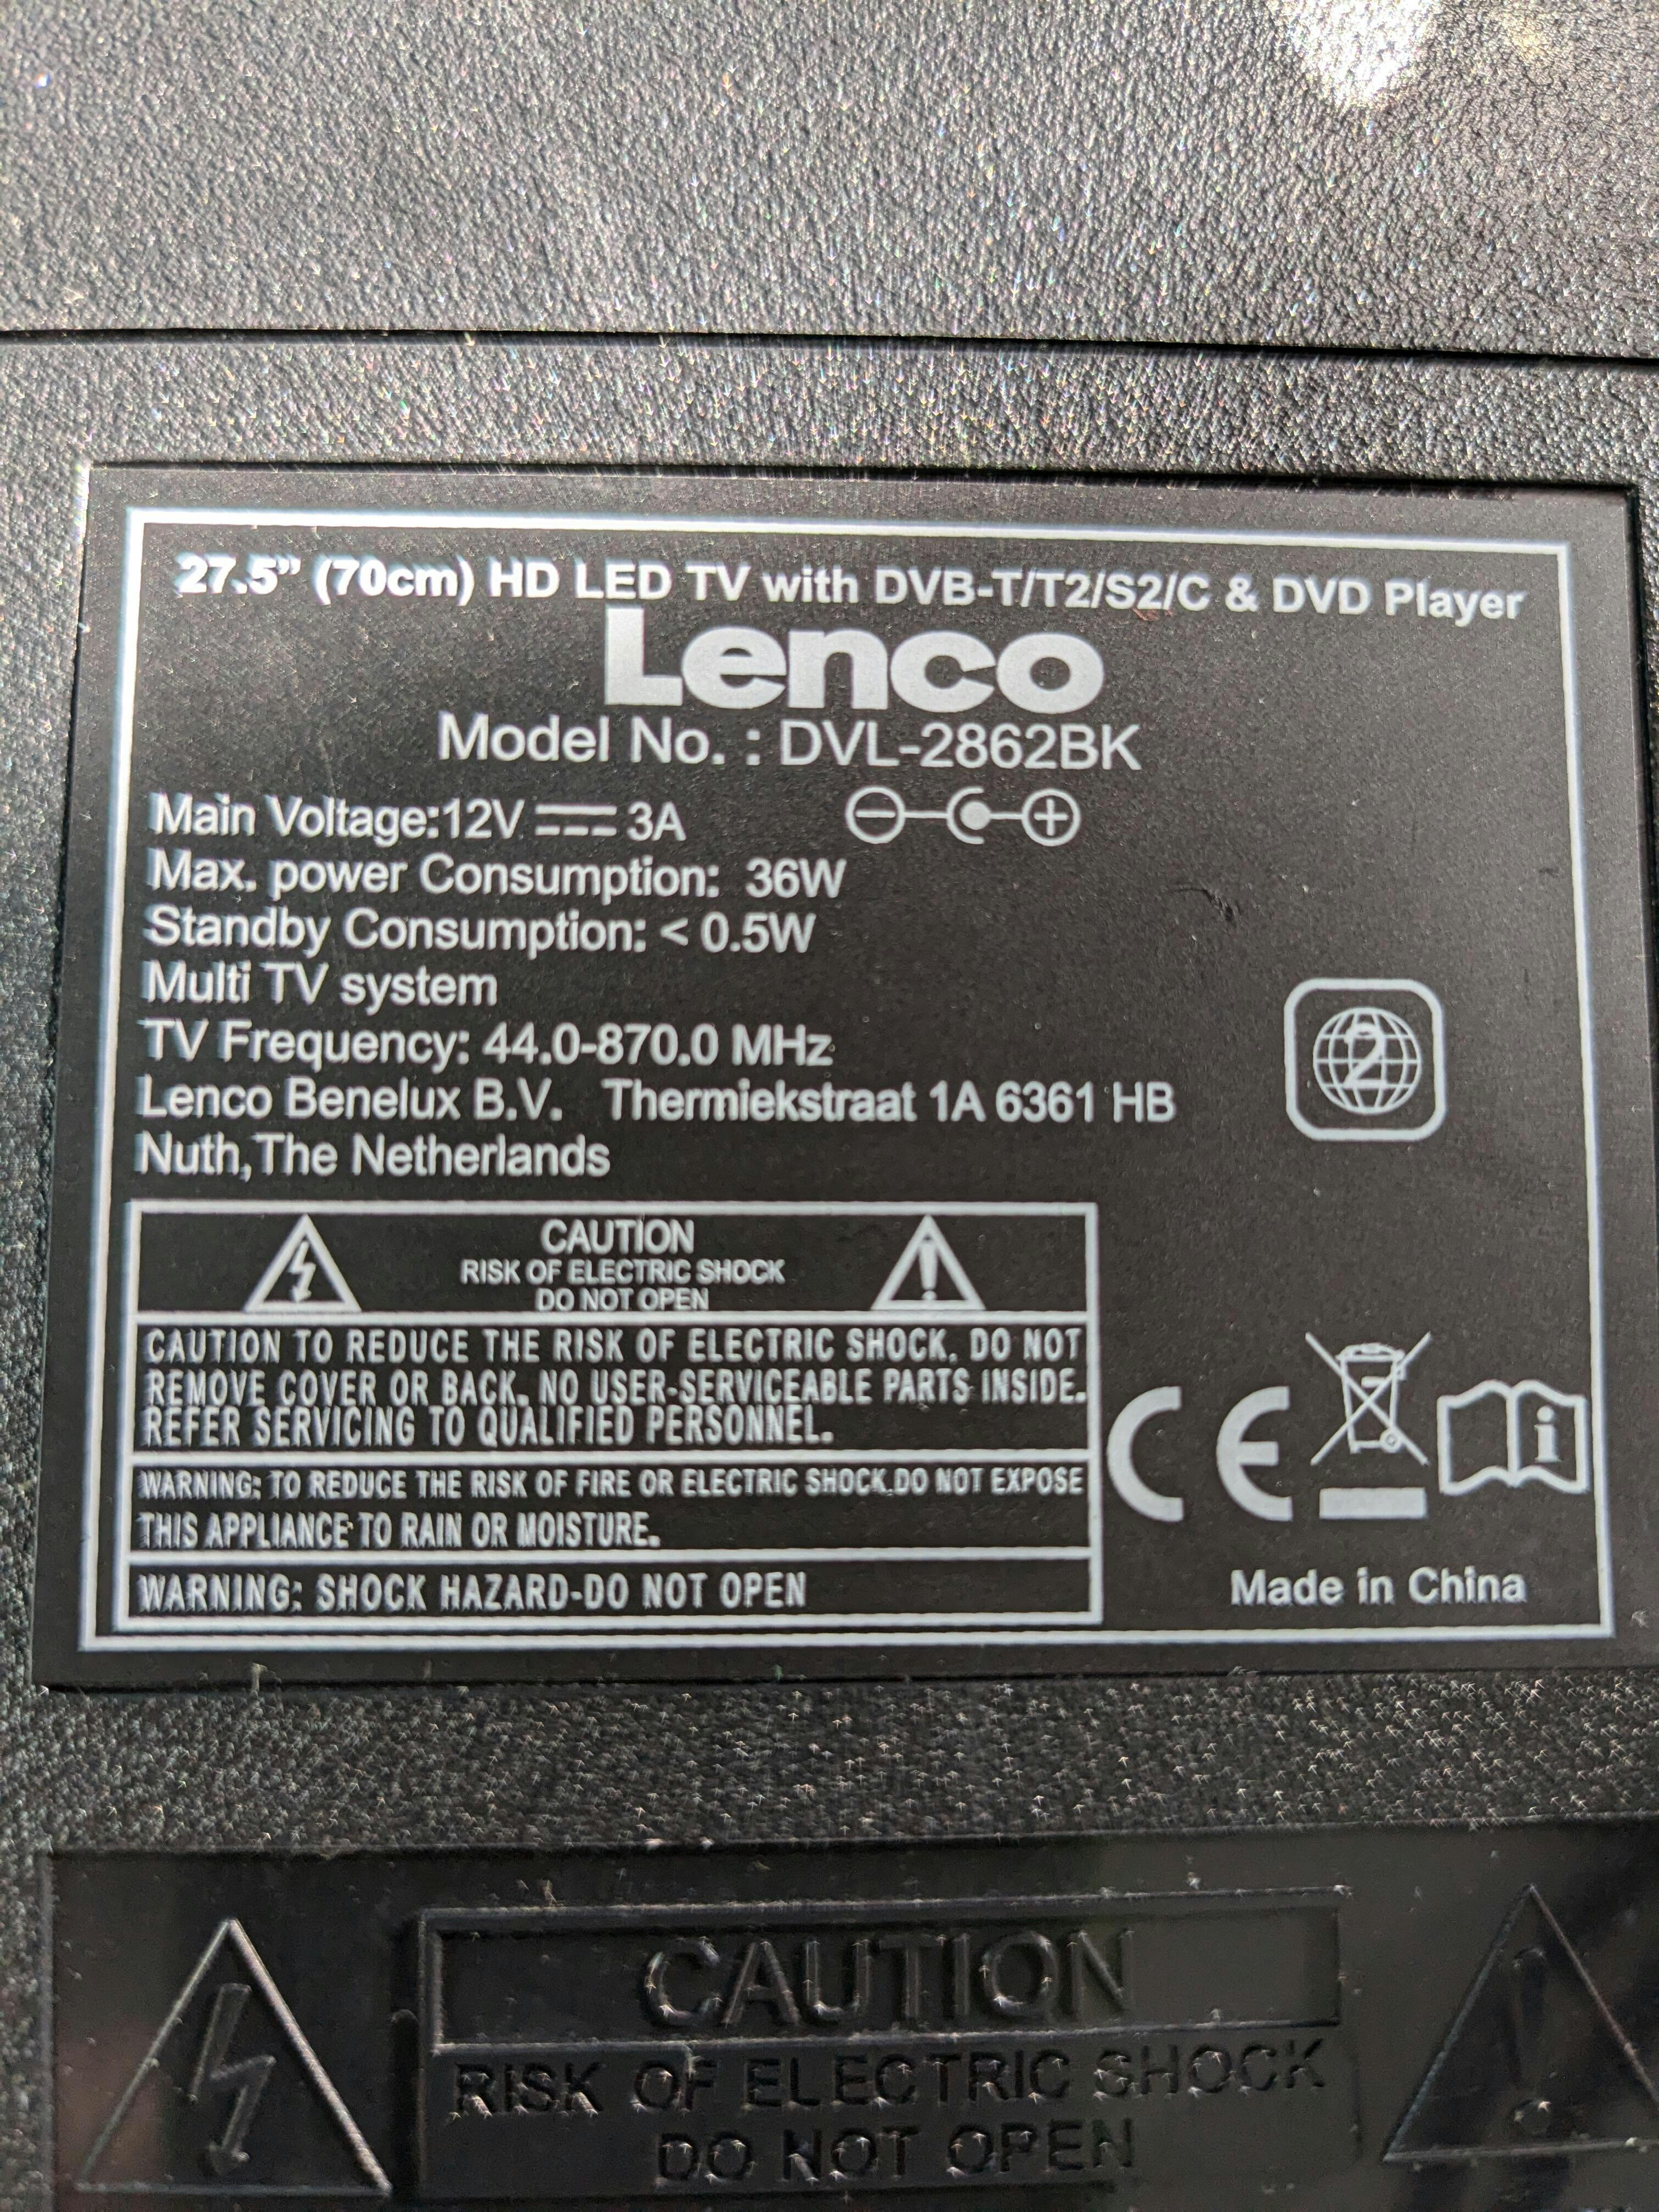 27.5” (70cm) HD LED TV with DVB-T/T2/S2/C & DVD Player
Lenco
Model No. : DVL-2862BK
Main Voltage:12V ⎓ 3A
Max. power Consumption: 36W
Standby Consumption: < 0.5W
Multi TV system
TV Frequency: 44.0-870.0 MHz
2
Lenco Benelux B.V. Thermiekstraat 1A 6361 HB
Nuth,The Netherlands
CAUTION
RISK OF ELECTRIC SHOCK
DO NOT OPEN
CAUTION TO REDUCE THE RISK OF ELECTRIC SHOCK. DO NOT
REMOVE COVER OR BACK. NO USER-SERVICEABLE PARTS INSIDE.
REFER SERVICING TO QUALIFIED PERSONNEL.
WARNING: TO REDUCE THE RISK OF FIRE OR ELECTRIC SHOCK.DO NOT EXPOSE
THIS APPLIANCE TO RAIN OR MOISTURE.
WARNING: SHOCK HAZARD-DO NOT OPEN
CE
Made in China
CAUTION
RISK OF ELECTRIC SHOCK
DO NOT OPEN